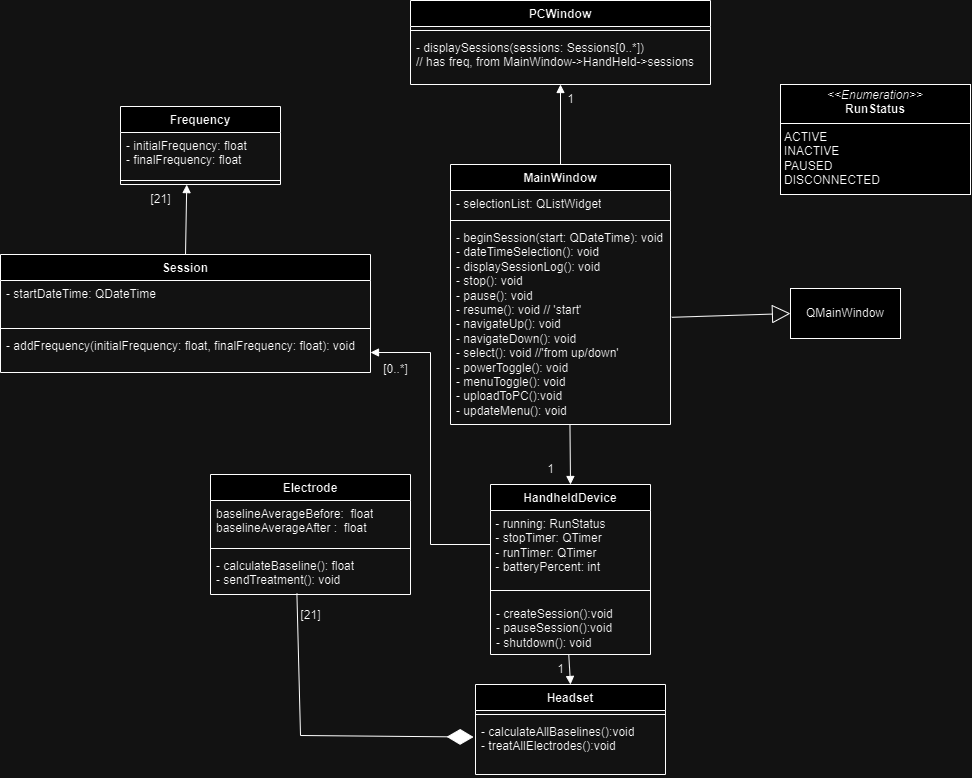 PCWindow
- displaySessions(sessions: Sessions[0..*])
// has freq, from MainWindow->HandHeld->sessions
1
<<Enumeration>>
RunStatus
ACTIVE
INACTIVE
PAUSED
DISCONNECTED
Frequency
- initialFrequency: float
- finalFrequency: float
[21]
MainWindow
- selectionList: QListWidget
- beginSession(start: QDateTime): void
- dateTimeSelection(): void
- displaySessionLog(): void
- stop(): void
- pause(): void
- resume(): void // 'start'
- navigateUp(): void
- navigateDown(): void
- select(): void //'from up/down'
- powerToggle(): void
- menuToggle(): void
- uploadToPC():void
- updateMenu(): void
QMainWindow
Session
- startDateTime: QDateTime
- addFrequency(initialFrequency: float, finalFrequency: float): void
[0..*]
1
Electrode
baselineAverageBefore:  float
baselineAverageAfter :  float
- calculateBaseline(): float
- sendTreatment(): void
[21]
HandheldDevice
- running: RunStatus
- stopTimer: QTimer
- runTimer: QTimer
- batteryPercent: int
- createSession():void
- pauseSession():void
- shutdown(): void
1
Headset
- calculateAllBaselines():void
- treatAllElectrodes():void